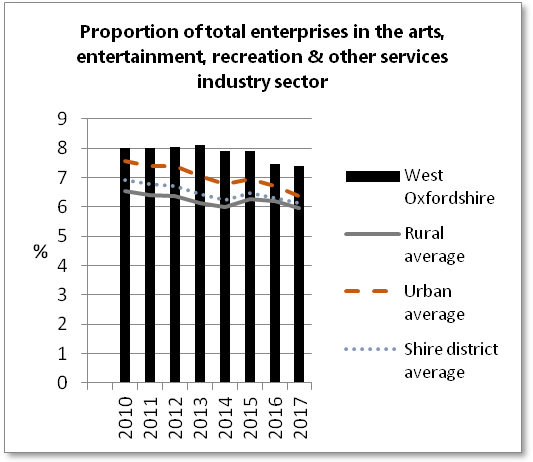 Proportion of total enterprises in the arts,
entertainment, recreation & other services
industry sector
9
8
7
6
5
4
3
2
1
0
%
2010
2011
2012
2013
2014
2015
2016
2017
West
Oxfordshire
Rural
average
Urban
average
Shire district
average